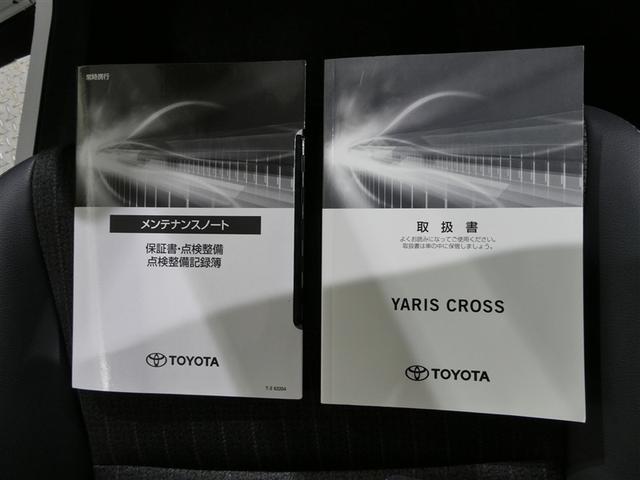 常時携行
メンテナンスノート
保証書・点検整備
点検整備記録簿
TOYOTA
T-2 63204
取扱書
よくお読みになってご使用ください。
取扱書は車の中に保管しましょう。
YARIS CROSS
TOYOTA